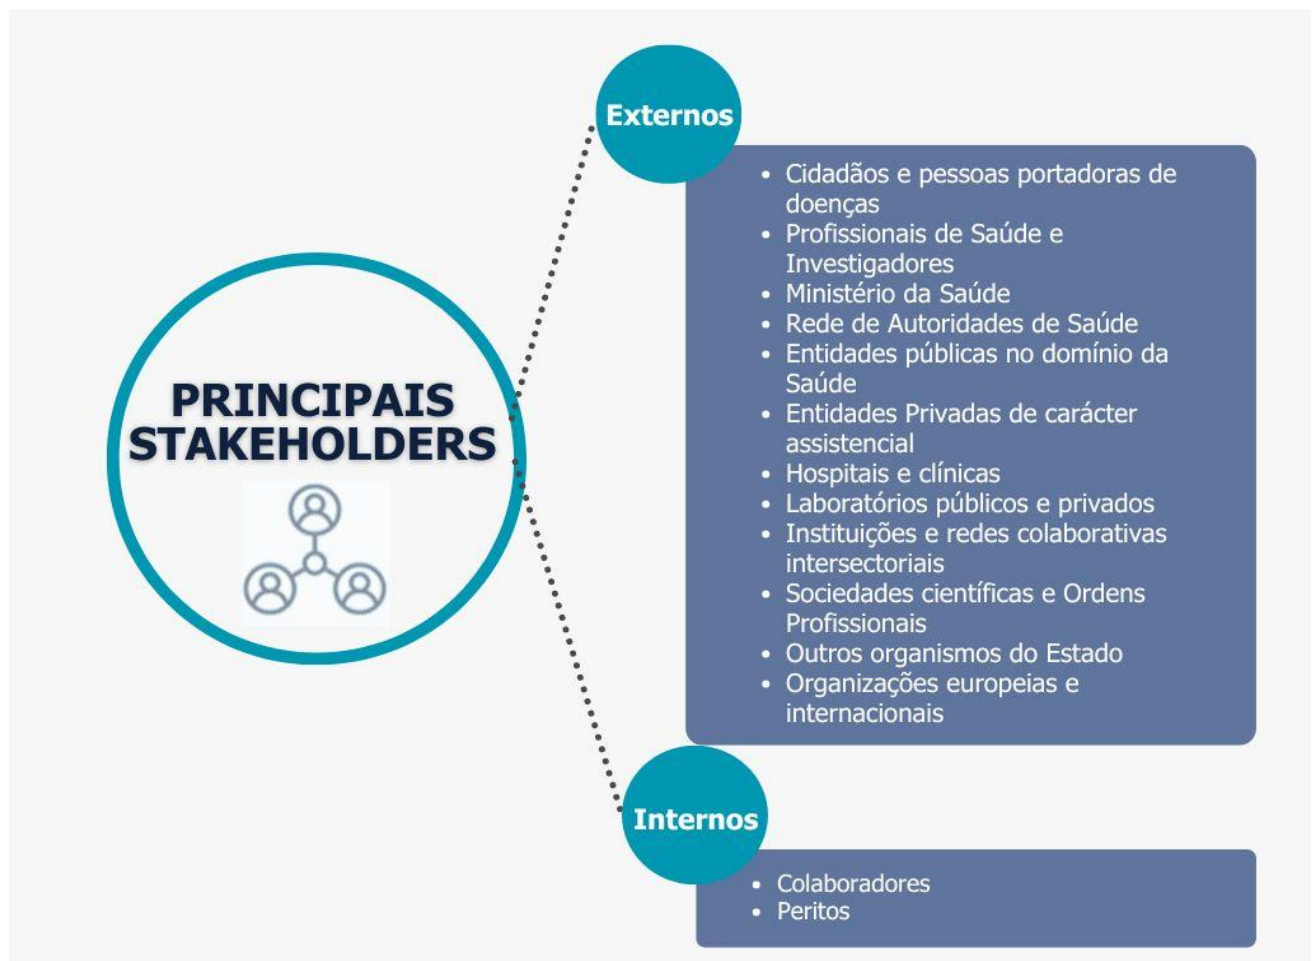 PRINCIPAIS
STAKEHOLDERS
Externos
• Cidadãos e pessoas portadoras de
doenças
• Profissionais de Saúde e
Investigadores
• Ministério da Saúde
• Rede de Autoridades de Saúde
• Entidades públicas no domínio da
Saúde
• Entidades Privadas de carácter
assistencial
• Hospitais e clínicas
• Laboratórios públicos e privados
• Instituições e redes colaborativas
intersectoriais
• Sociedades científicas e Ordens
Profissionais
• Outros organismos do Estado
• Organizações europeias e
internacionais
Internos
• Colaboradores
• Peritos